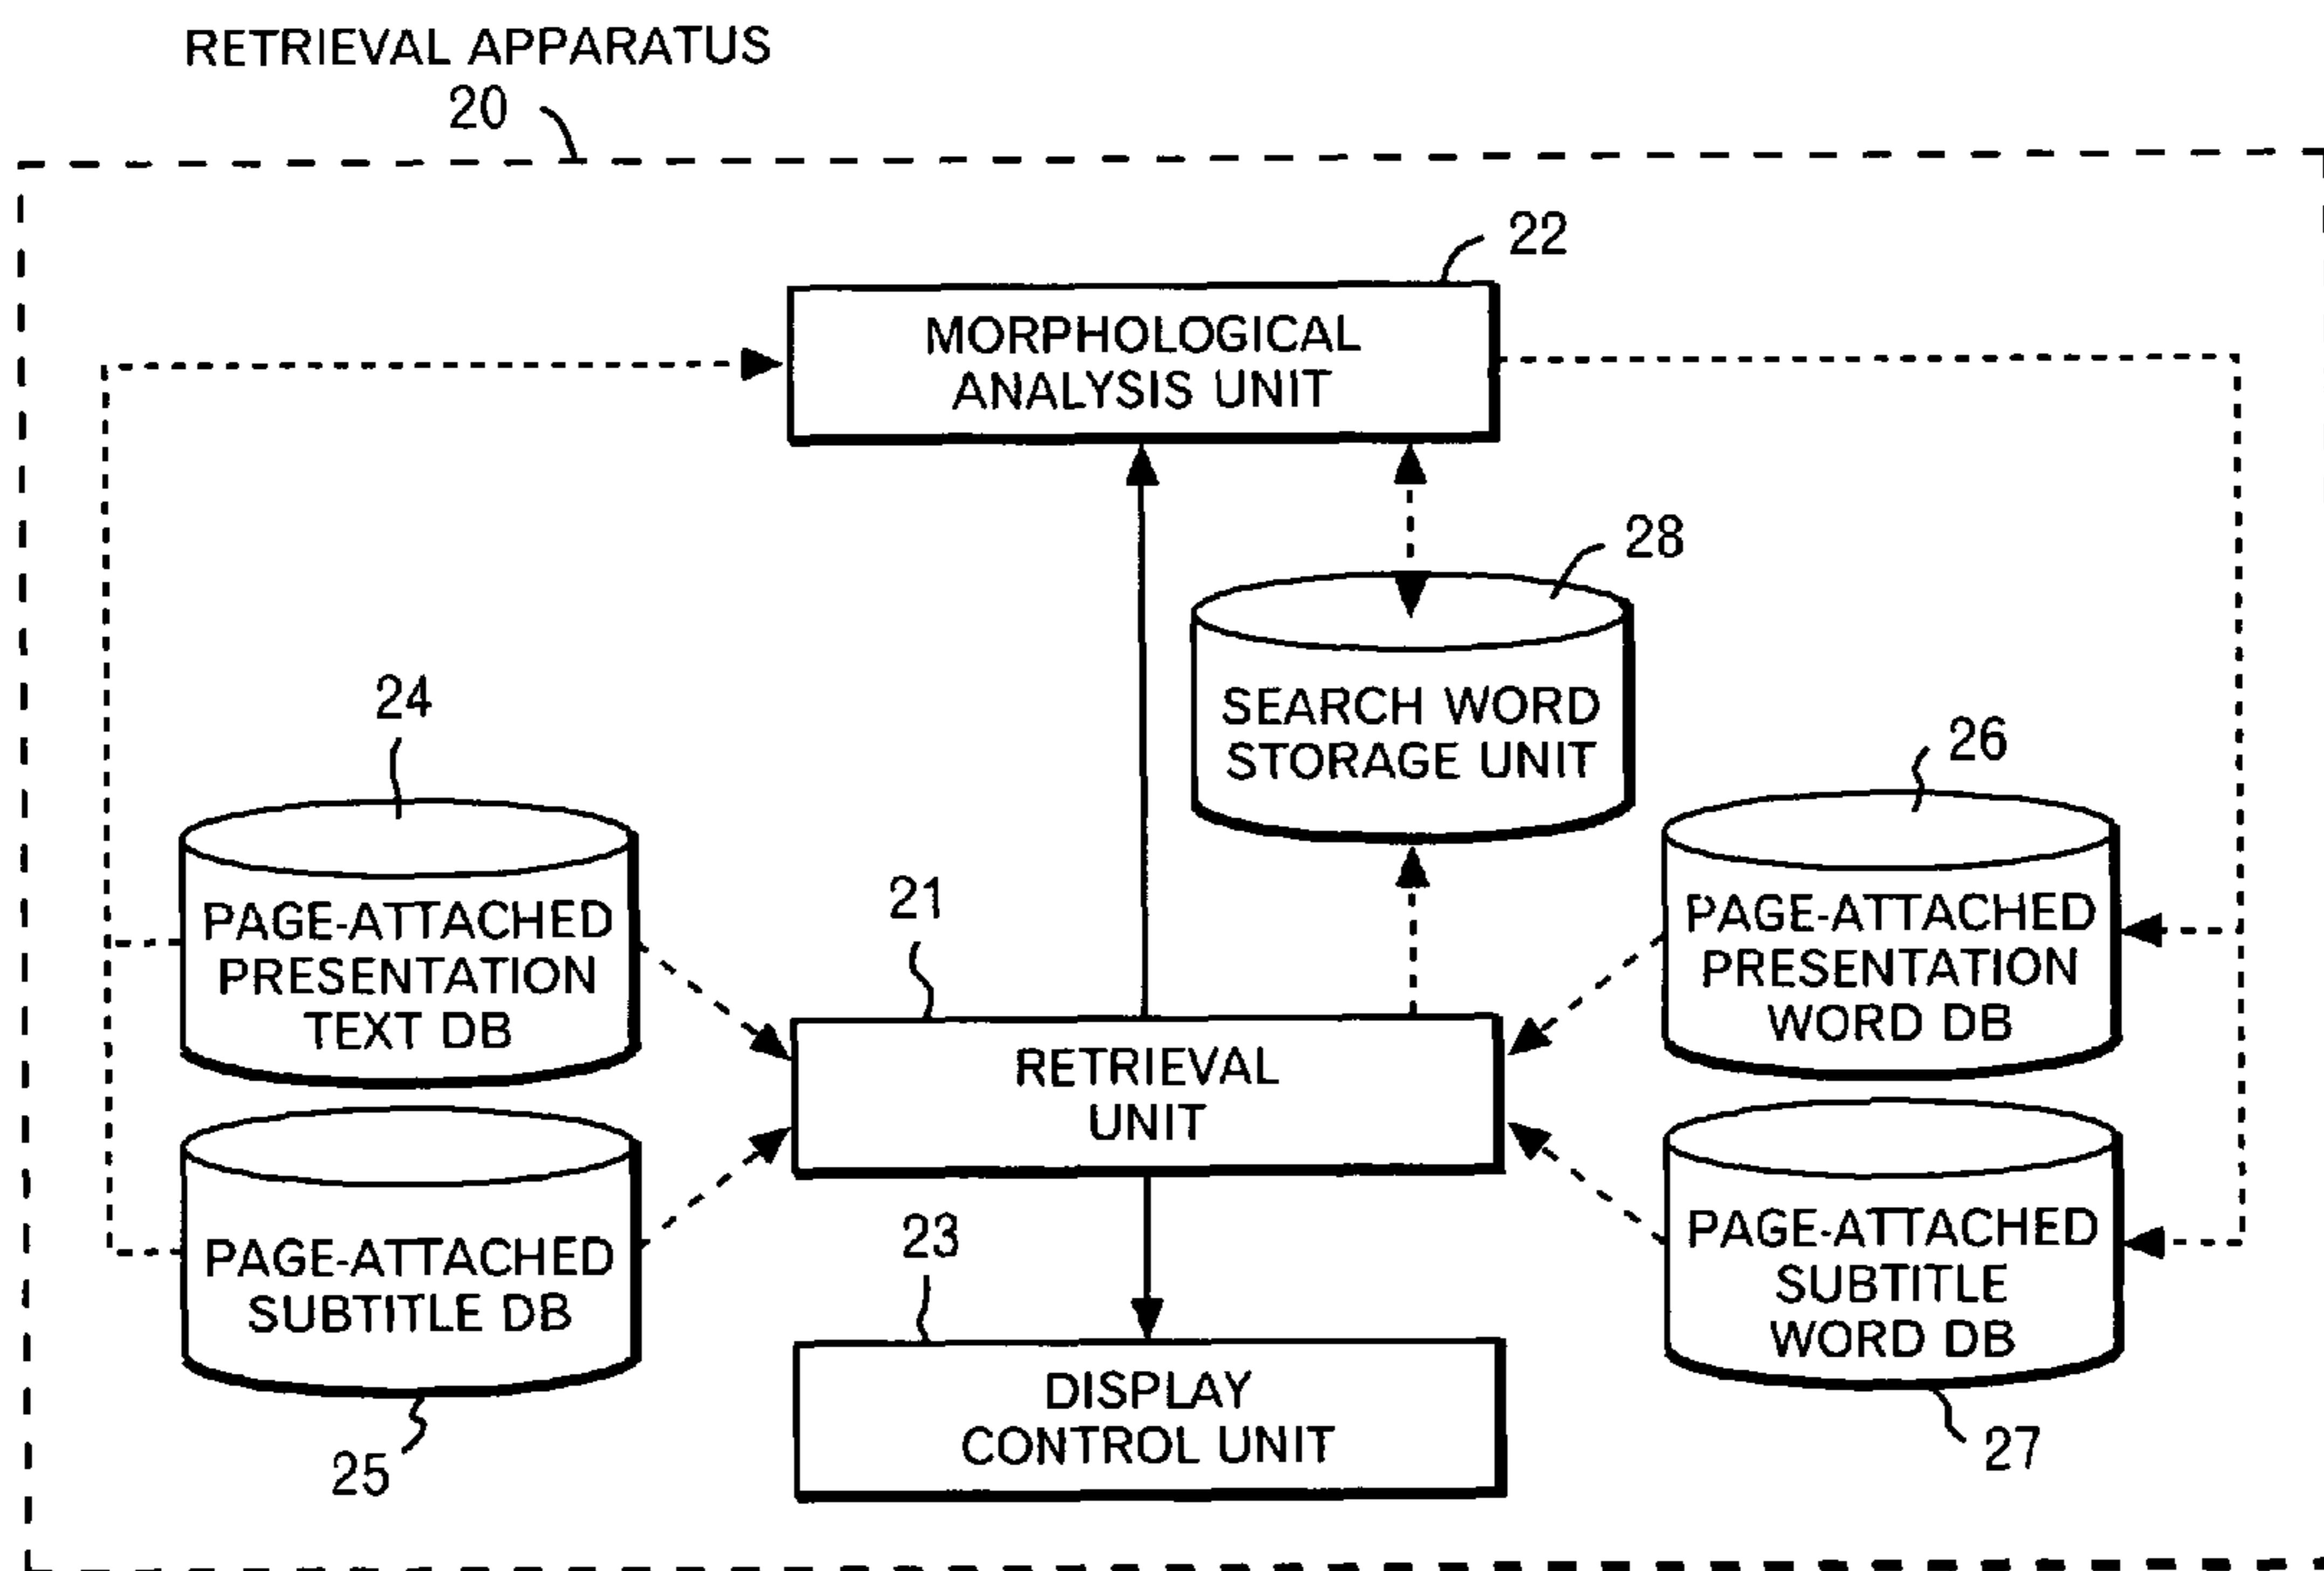 RETRIEVAL APPARATUS
20
22
MORPHOLOGICAL
ANALYSIS UNIT
28
SEARCH WORD
STORAGE UNIT
24
PAGE-ATTACHED
PRESENTATION
TEXT DB
21
RETRIEVAL
UNIT
26
PAGE-ATTACHED
PRESENTATION
WORD DB
PAGE-ATTACHED
SUBTITLE DB
25
23
DISPLAY
CONTROL UNIT
PAGE-ATTACHED
SUBTITLE
WORD DB
27